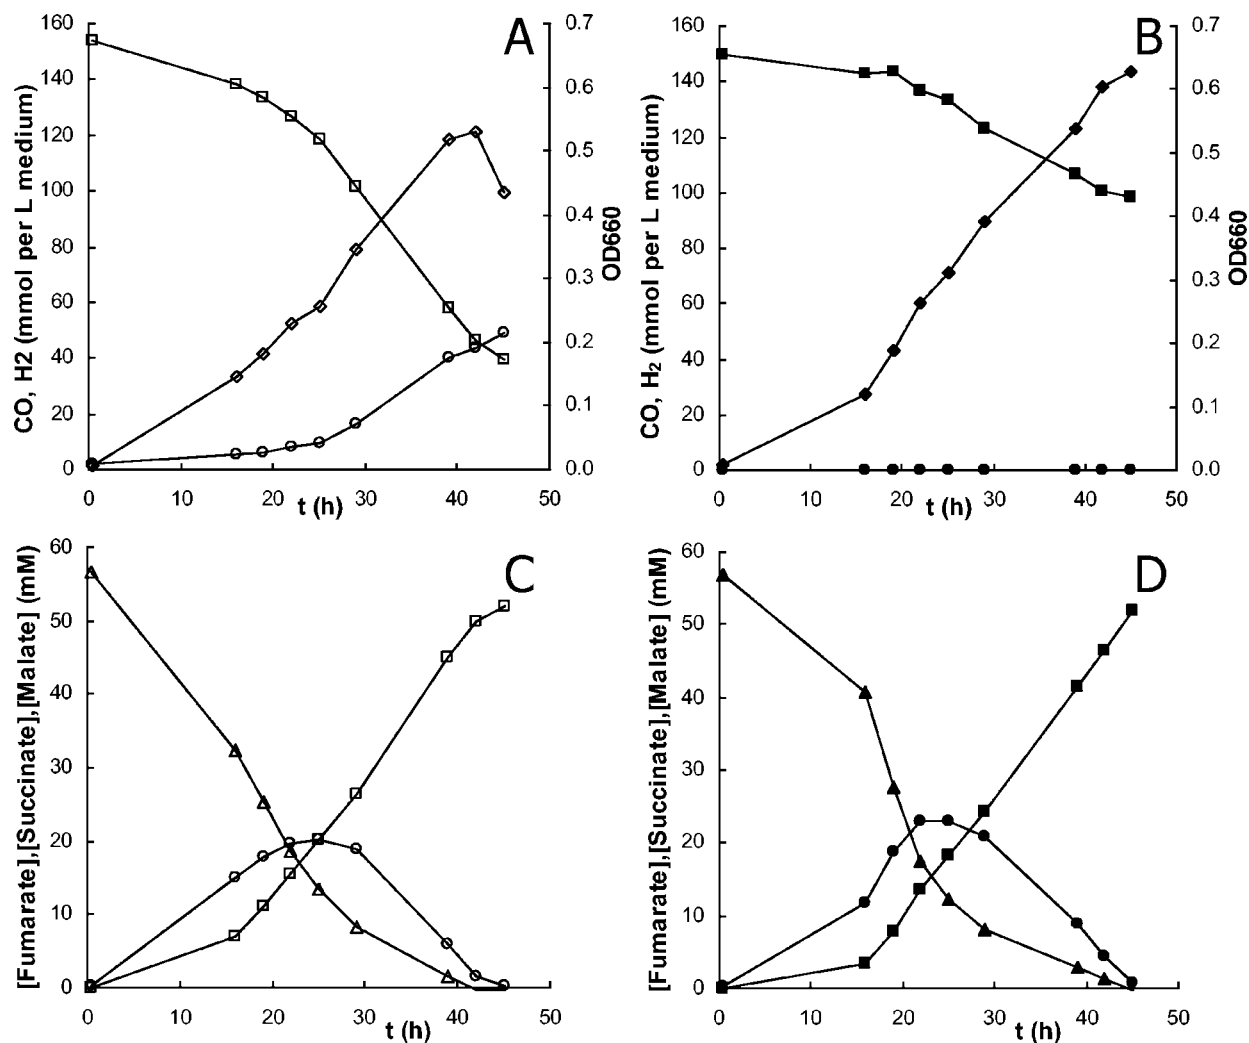 A
CO, H2 (mmol per L medium)
160
140
120
100
80
60
40
20
0
0.7
0.6
0.5
0.4
0.3
0.2
0.1
0.0
OD660
0 10 20 30 40 50
t (h)
B
CO, H₂ (mmol per L medium)
160
140
120
100
80
60
40
20
0
0.7
0.6
0.5
0.4
0.3
0.2
0.1
0.0
OD660
0 10 20 30 40 50
t (h)
C
[Fumarate],[Succinate],[Malate] (mM)
60
50
40
30
20
10
0
0 10 20 30 40 50
t (h)
D
[Fumarate],[Succinate],[Malate] (mM)
60
50
40
30
20
10
0
0 10 20 30 40 50
t (h)